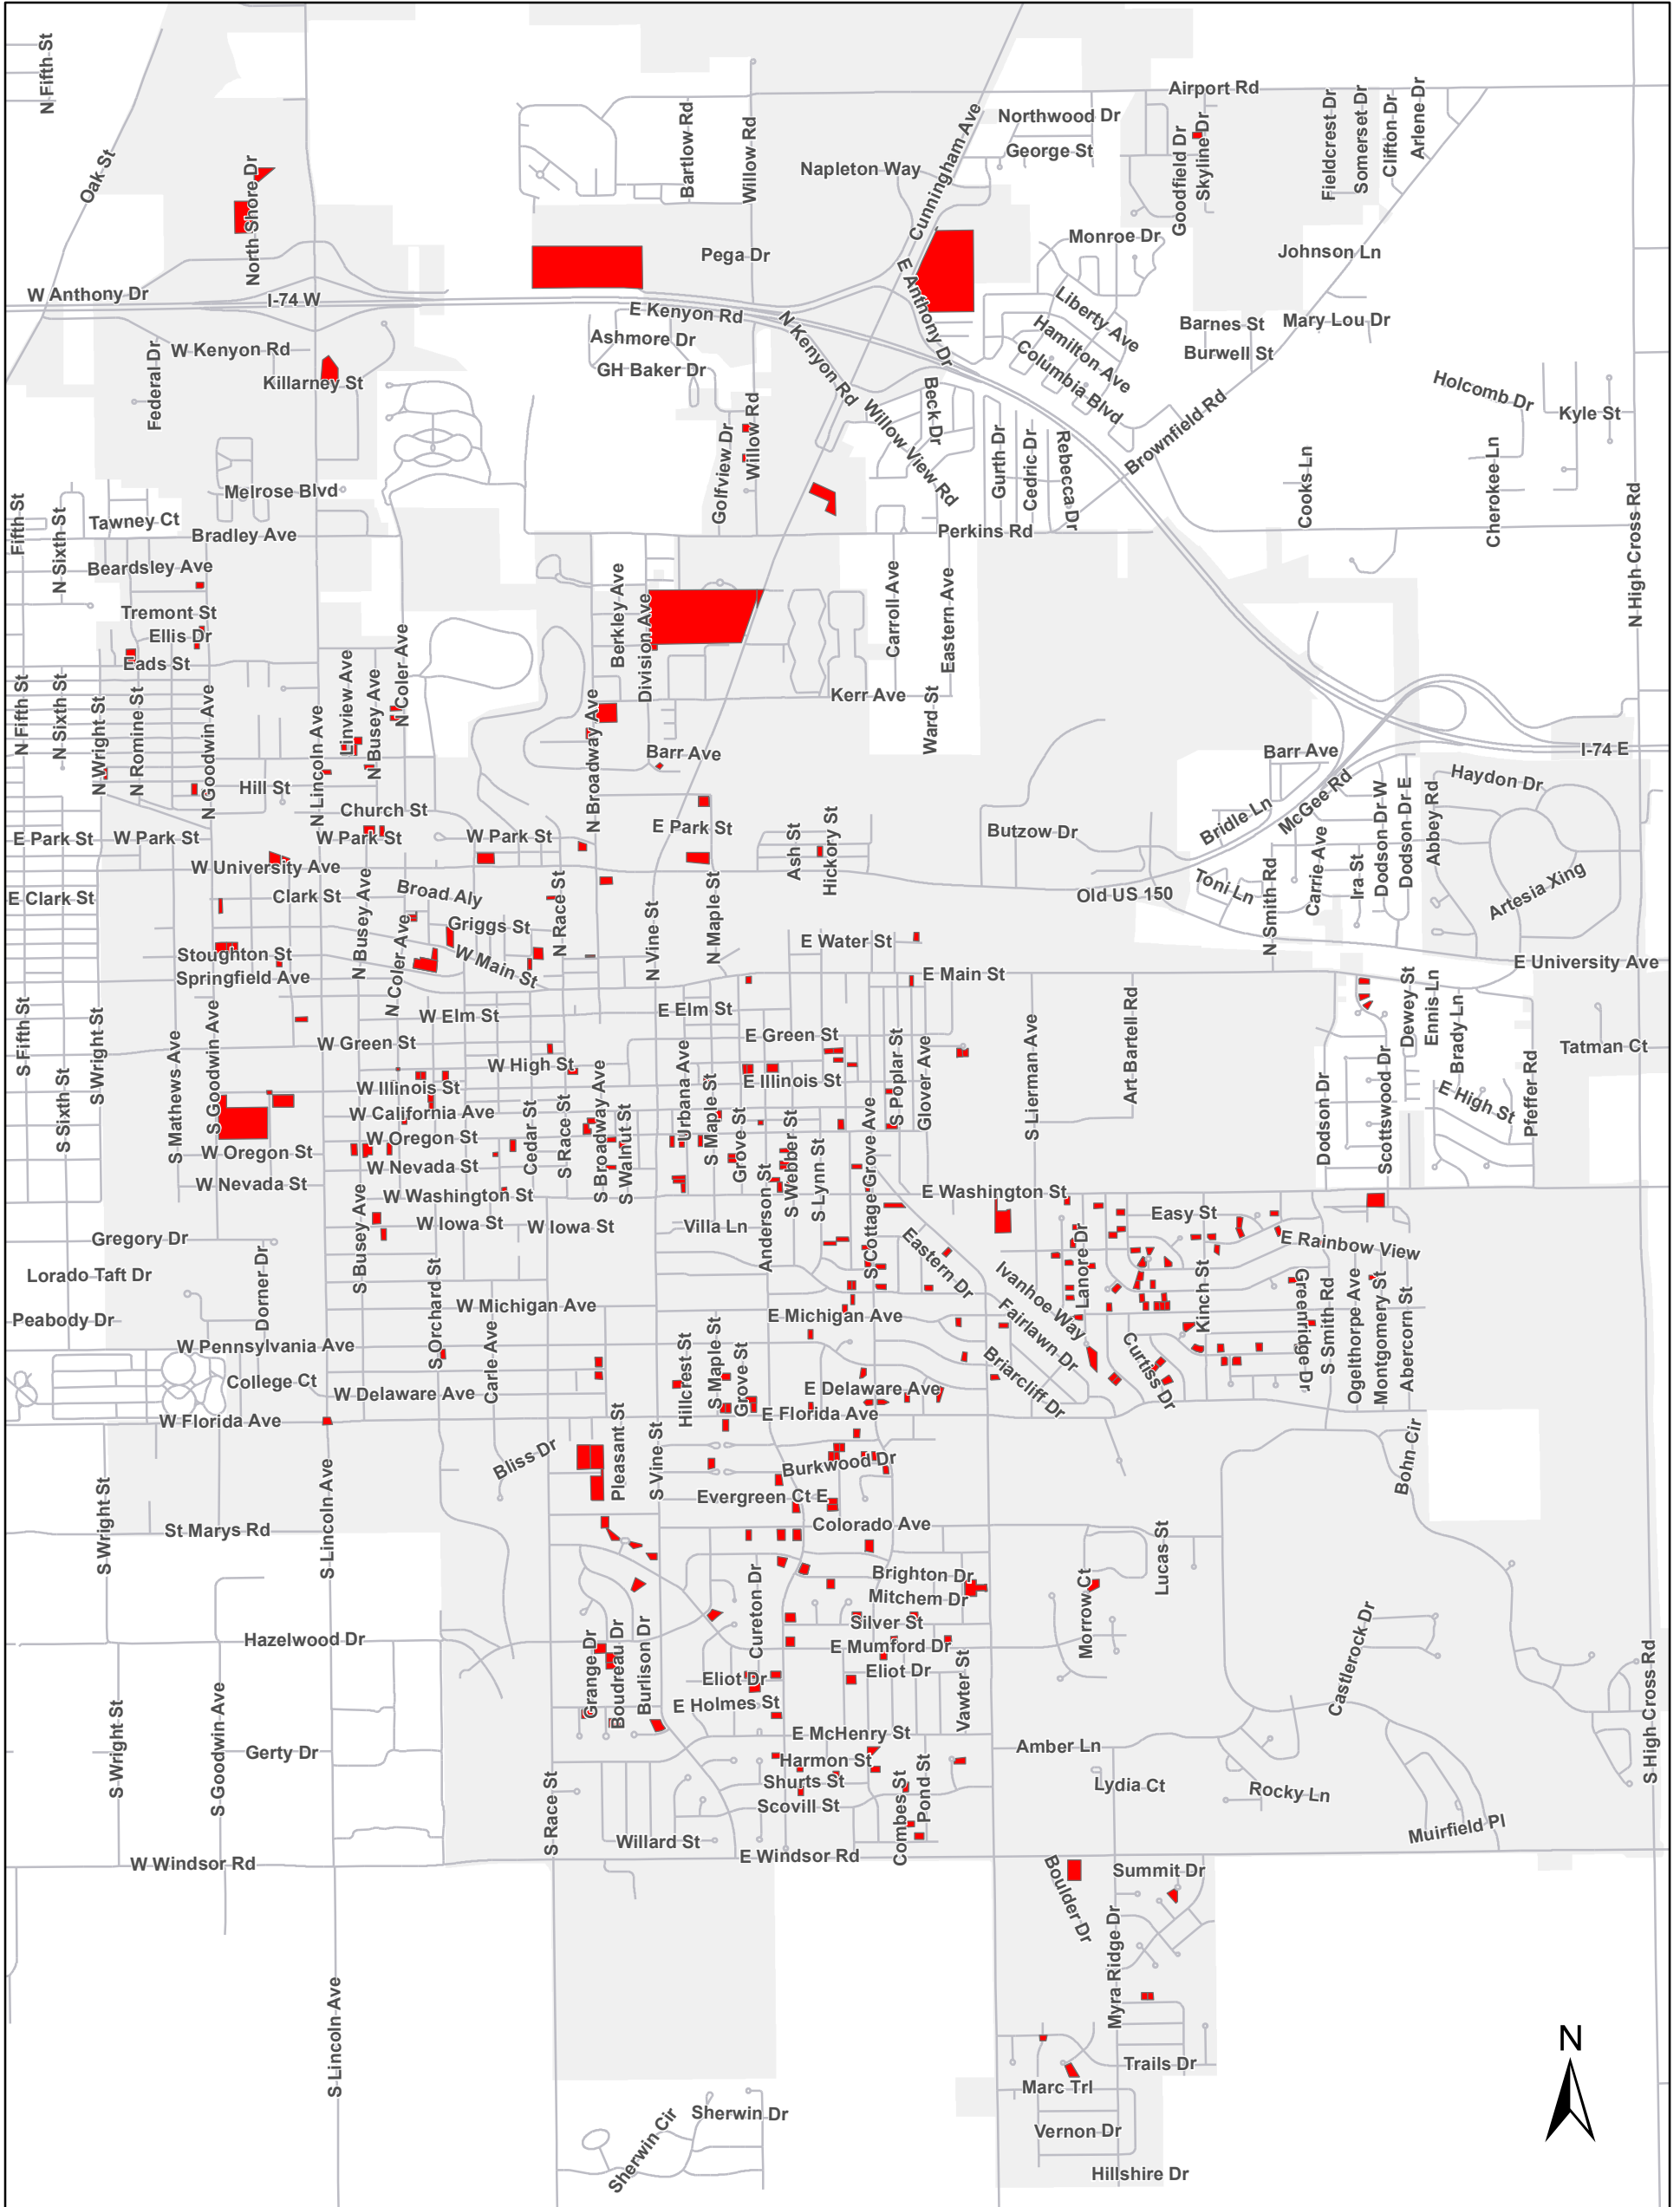 N Fifth St
Airport Rd
Northwood Dr
Bartlow Rd
Willow Rd
Cunningham Ave
Goodfield Dr
Skyline Dr
Fieldcrest Dr
Somerset Dr
Clifton Dr
Arlene Dr
Oak St
North Shore Dr
Napleton Way
George St
Monroe Dr
Johnson Ln
Pega Dr
W Anthony Dr
I-74 W
E Kenyon Rd
E Anthony Dr
Liberty Ave
Barnes St
Mary Lou Dr
Federal Dr
W Kenyon Rd
Killarney St
Ashmore Dr
GH Baker Dr
N Kenyon Rd
Hamilton Ave
Columbia Blvd
Burwell St
Holcomb Dr
Kyle St
Golfview Dr
Willow Rd
Willow View Rd
Beck Dr
Gurth Dr
Cedric Dr
Rebecca Dr
Brownfield Rd
Cooks Ln
Cherokee Ln
N High Cross Rd
Fifth St
N Sixth St
Tawney Ct
Melrose Blvd
Bradley Ave
Perkins Rd
Beardsley Ave
Tremont St
Ellis Dr
Eads St
Berkley Ave
Division Ave
Carroll Ave
Eastern Ave
N Fifth St
N Sixth St
N Wright St
N Romine St
N Goodwin Ave
N Lincoln Ave
Linview Ave
N Busey Ave
N Coler Ave
N Broadway Ave
Kerr Ave
Ward St
Barr Ave
Barr Ave
I-74 E
Haydon Dr
Hill St
Church St
E Park St
W Park St
W Park St
W Park St
E Park St
Ash St
Hickory St
Butzow Dr
Bridle Ln
McGee Rd
Dodson Dr W
Dodson Dr E
Abbey Rd
W University Ave
E Clark St
Clark St
Broad Aly
Griggs St
N Race St
N Maple St
Old US 150
Toni Ln
N Smith Rd
Carrie Ave
Ira St
Artesia Xing
Stoughton St
Springfield Ave
N Busey Ave
N Coler Ave
W Main St
N Vine St
E Water St
E Main St
E University Ave
S Fifth St
S Sixth St
S Wright St
S Mathews Ave
S Goodwin Ave
W Elm St
E Elm St
W Green St
E Green St
W High St
W Illinois St
E Illinois St
W California Ave
W Oregon St
W Oregon St
W Nevada St
W Nevada St
Cedar St
S Race St
S Broadway Ave
S Walnut St
Urbana Ave
S Maple St
Grove St
Anderson St
S Webber St
S Lynn St
S Cottage Grove Ave
S Poplar St
Glover Ave
S Lierman Ave
Art Bartell Rd
Dodson Dr
Scottswood Dr
Dewey St
Ennis Ln
Brady Ln
E High St
Pfeffer Rd
Tatman Ct
W Washington St
E Washington St
Gregory Dr
S Busey Ave
W Iowa St
W Iowa St
Villa Ln
Easy St
E Rainbow View
Lorado Taft Dr
Dorner Dr
S Orchard St
Eastern Dr
Ivanhoe Way
Lanore Dr
Kinch St
Greenridge Dr
S Smith Rd
Ogelthorpe Ave
Montgomery St
Abercorn St
Peabody Dr
W Michigan Ave
E Michigan Ave
Fairlawn Dr
W Pennsylvania Ave
College Ct
W Delaware Ave
Carle Ave
Hillcrest St
S Maple St
Grove St
E Delaware Ave
Briarcliff Dr
Curtiss Dr
W Florida Ave
E Florida Ave
Bliss Dr
Pleasant St
S Vine St
Burkwood Dr
Bohn Cir
S Wright St
S Lincoln Ave
Evergreen Ct E
St Marys Rd
Colorado Ave
Lucas St
Brighton Dr
Mitchem Dr
Cureton Dr
Silver St
Morrow Ct
Castlerock Dr
Hazelwood Dr
Grange Dr
Boudreau Dr
Burlison Dr
E Mumford Dr
Eliot Dr
Eliot Dr
Vawter St
S High Cross Rd
S Wright St
S Goodwin Ave
E Holmes St
E McHenry St
Gerty Dr
Harmon St
Amber Ln
S Race St
Shurts St
Scovill St
Combes St
Pond St
Lydia Ct
Rocky Ln
Muirfield Pl
Willard St
W Windsor Rd
E Windsor Rd
Boulder Dr
Summit Dr
Myra Ridge Dr
S Lincoln Ave
Trails Dr
Marc Trl
Sherwin Cir
Sherwin Dr
Vernon Dr
Hillshire Dr
N